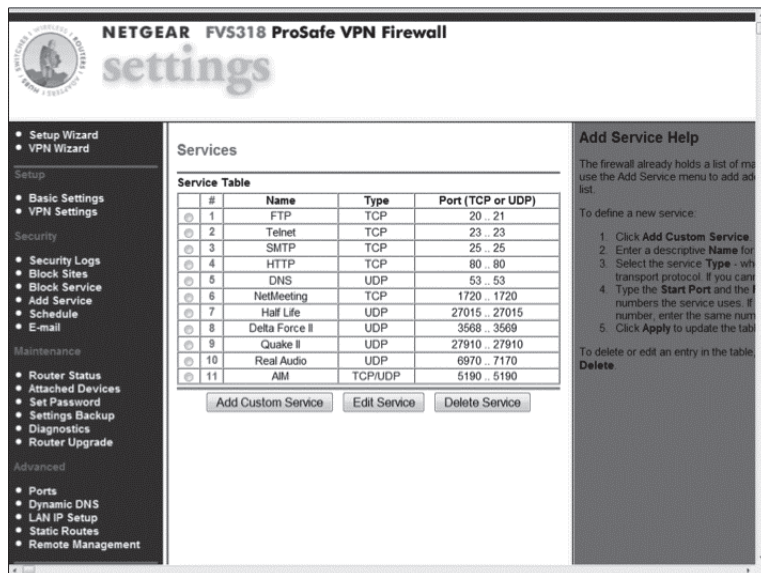 NETGEAR FVS318 ProSafe VPN Firewall
settings
Setup Wizard
VPN Wizard
Setup
Basic Settings
VPN Settings
Security
Security Logs
Block Sites
Block Service
Add Service
Schedule
E-mail
Maintenance
Router Status
Attached Devices
Set Password
Settings Backup
Diagnostics
Router Upgrade
Advanced
Ports
Dynamic DNS
LAN IP Setup
Static Routes
Remote Management
Services
Service Table
# Name Type Port (TCP or UDP)
1 FTP TCP 20 .. 21
2 Telnet TCP 23 .. 23
3 SMTP TCP 25 .. 25
4 HTTP TCP 80 .. 80
5 DNS UDP 53 .. 53
6 NetMeeting TCP 1720 .. 1720
7 Half Life UDP 27015 .. 27015
8 Delta Force II UDP 3568 .. 3569
9 Quake II UDP 27910 .. 27910
10 Real Audio UDP 6970 .. 7170
11 AIM TCP/UDP 5190 .. 5190
Add Custom Service Edit Service Delete Service
Add Service Help
The firewall already holds a list of
use the Add Service menu to add
list.
To define a new service:
1. Click Add Custom Service.
2. Enter a descriptive Name for
3. Select the service Type -
transport protocol. If you
4. Type the Start Port and the
numbers the service uses. If
number, enter the same
5. Click Apply to update the
To delete or edit an entry in the table,
Delete.